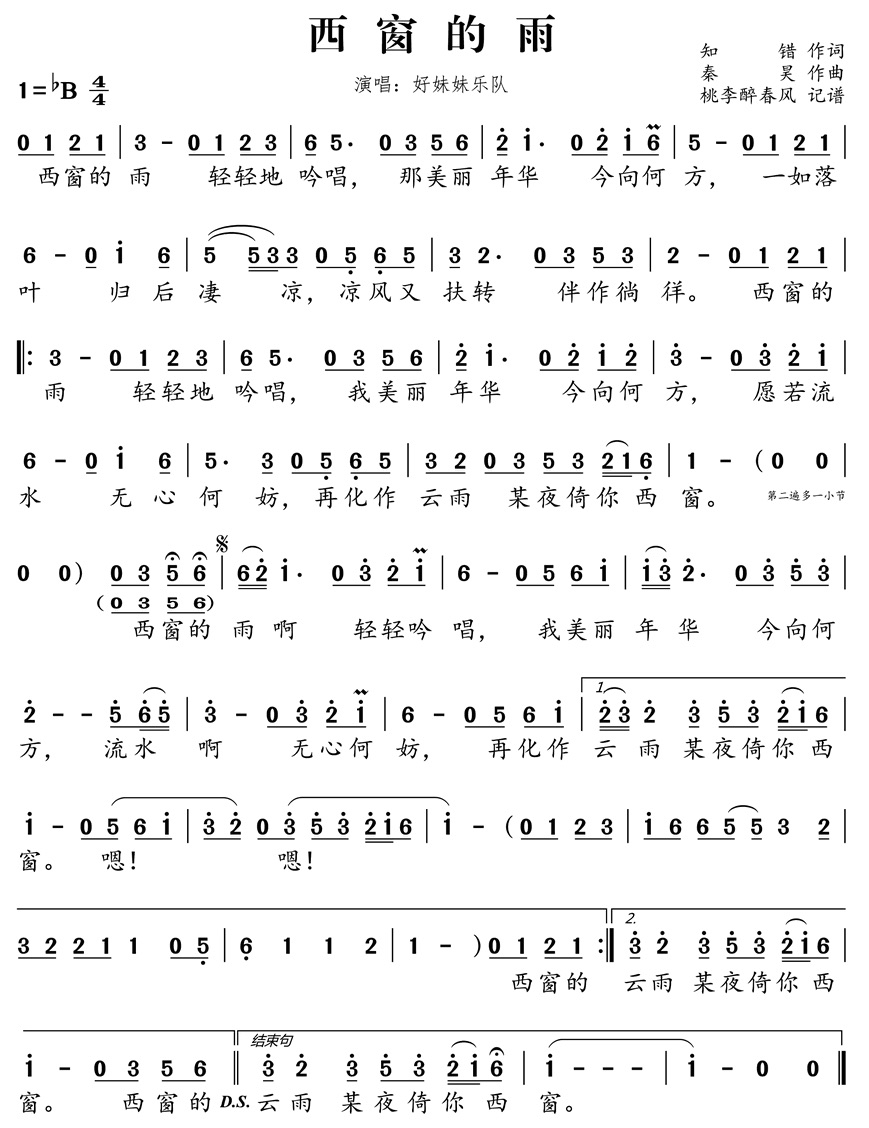 西窗的雨
1=♭B 4/4
演唱：好妹妹乐队
知 错 作词
秦 昊 作曲
桃李醉春风 记谱
0 1 2 1 | 3 - 0 1 2 3 | 6 5· 0 3 5 6 | 2̇ 1̇· 0 2̇ 1̇ 6 | 5 - 0 1 2 1 |
西窗的 雨 轻轻地 吟唱， 那美丽 年华 今向何 方， 一如落
6 - 0 1̇ 6 | 5 5 3 3 0 5̣ 6̣ 5 | 3 2· 0 3 5 3 | 2 - 0 1 2 1 |
叶 归后凄 凉，凉风又 扶转 伴作徜 徉。 西窗的
‖: 3 - 0 1 2 3 | 6 5· 0 3 5 6 | 2̇ 1̇· 0 2̇ 1̇ 2̇ | 3̇ - 0 3̇ 2̇ 1̇ |
雨 轻轻地 吟唱， 我美丽 年华 今向何 方， 愿若流
6 - 0 1̇ 6 | 5· 3 0 5̣ 6̣ 5 | 3 2 0 3 5 3 2 1 6̣ | 1 - (0 0 |
水 无心何 妨，再化作 云雨 某夜倚你西 窗。 第二遍多一小节
0 0) 0 3 5̇ 6̇ | 6 2̇ 1̇· 0 3̇ 2̇ 1̇ | 6 - 0 5 6 1̇ | 1̇ 3̇ 2̇· 0 3̇ 5̇ 3̇ |
(0 3 5 6)
西窗的 雨啊 轻轻吟 唱， 我美丽 年华 今向何
2̇ - - 5̇ 6̇ 5̇ | 3̇ - 0 3̇ 2̇ 1̇ | 6 - 0 5 6 1̇ | 1. 2̇ 3̇ 2̇ 3̇ 5̇ 3̇ 2̇ 1̇ 6 |
方， 流水 啊 无心何 妨， 再化作 云 雨 某夜倚你西
1̇ - 0 5̇ 6 1̇ | 3̇ 2̇ 0 3̇ 5̇ 3̇ 2̇ 1̇ 6 | 1̇ - (0 1 2 3 | 1̇ 6 6 5 5 3 2 |
窗。 嗯！ 嗯！
3 2 2 1 1 0 5̣ | 6̣ 1 1 2 | 1 - ) 0 1 2 1 :‖ 2. 3̇ 2̇ 3̇ 5̇ 3̇ 2̇ 1̇ 6 |
西窗的 云雨 某夜倚你西
1̇ - 0 3 5 6 ‖ 结束句 3̇ 2̇ 3̇ 5̇ 3̇ 2̇ 1̇ 6 | 1̇ - - - | 1̇ - 0 0 ‖
窗。 西窗的 D.S. 云雨 某夜倚你西 窗。